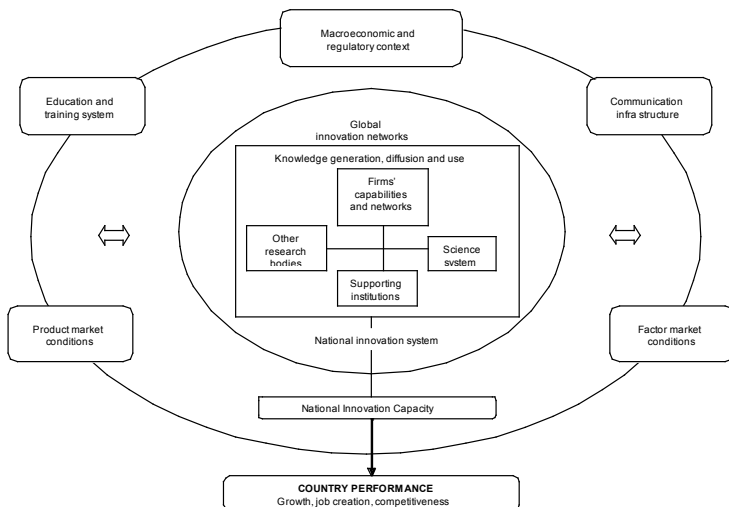 Macroeconomic and
regulatory context
Education and
training system
Communication
infra structure
Global
innovation networks
Knowledge generation, diffusion and use
Firms'
capabilities
and networks
Other
research
bodies
Science
system
Supporting
institutions
Product market
conditions
National innovation system
Factor market
conditions
National Innovation Capacity
COUNTRY PERFORMANCE
Growth, job creation, competitiveness